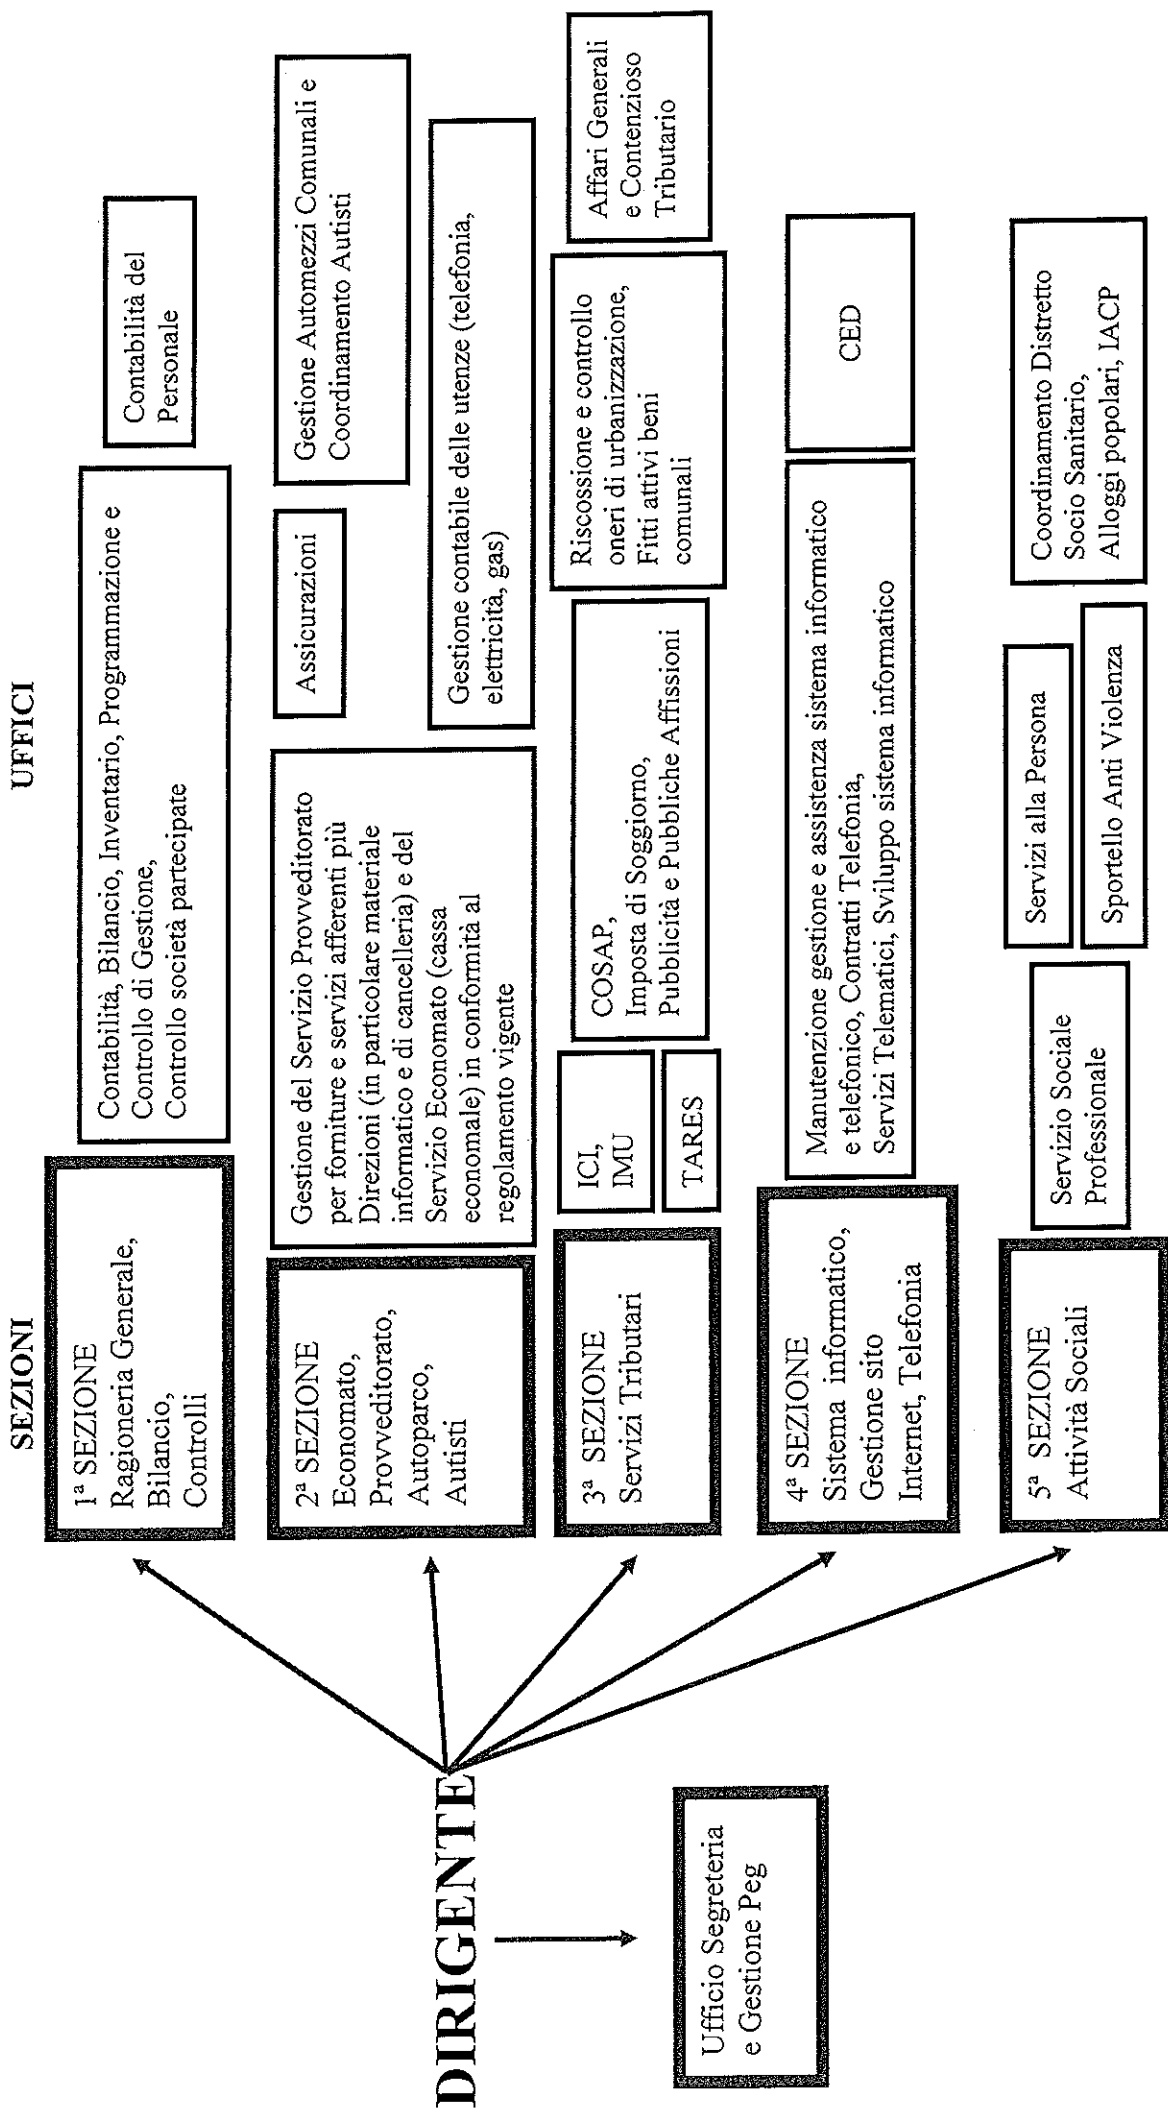 SEZIONI
UFFICI
DIRIGENTE
Ufficio Segreteria
e Gestione Peg
1ª SEZIONE
Ragioneria Generale,
Bilancio,
Controlli
Contabilità, Bilancio, Inventario, Programmazione e
Controllo di Gestione,
Controllo società partecipate
Contabilità del
Personale
2ª SEZIONE
Economato,
Provveditorato,
Autoparco,
Autisti
Gestione del Servizio Provveditorato
per forniture e servizi afferenti più
Direzioni (in particolare materiale
informatico e di cancelleria) e del
Servizio Economato (cassa
economale) in conformità al
regolamento vigente
Assicurazioni
Gestione Automezzi Comunali e
Coordinamento Autisti
Gestione contabile delle utenze (telefonia,
elettricità, gas)
3ª SEZIONE
Servizi Tributari
ICI,
IMU
TARES
COSAP,
Imposta di Soggiorno,
Pubblicità e Pubbliche Affissioni
Riscossione e controllo
oneri di urbanizzazione,
Fitti attivi beni
comunali
Affari Generali
e Contenzioso
Tributario
4ª SEZIONE
Sistema informatico,
Gestione sito
Internet, Telefonia
Manutenzione gestione e assistenza sistema informatico
e telefonico, Contratti Telefonia,
Servizi Telematici, Sviluppo sistema informatico
CED
5ª SEZIONE
Attività Sociali
Servizio Sociale
Professionale
Servizi alla Persona
Sportello Anti Violenza
Coordinamento Distretto
Socio Sanitario,
Alloggi popolari, IACP